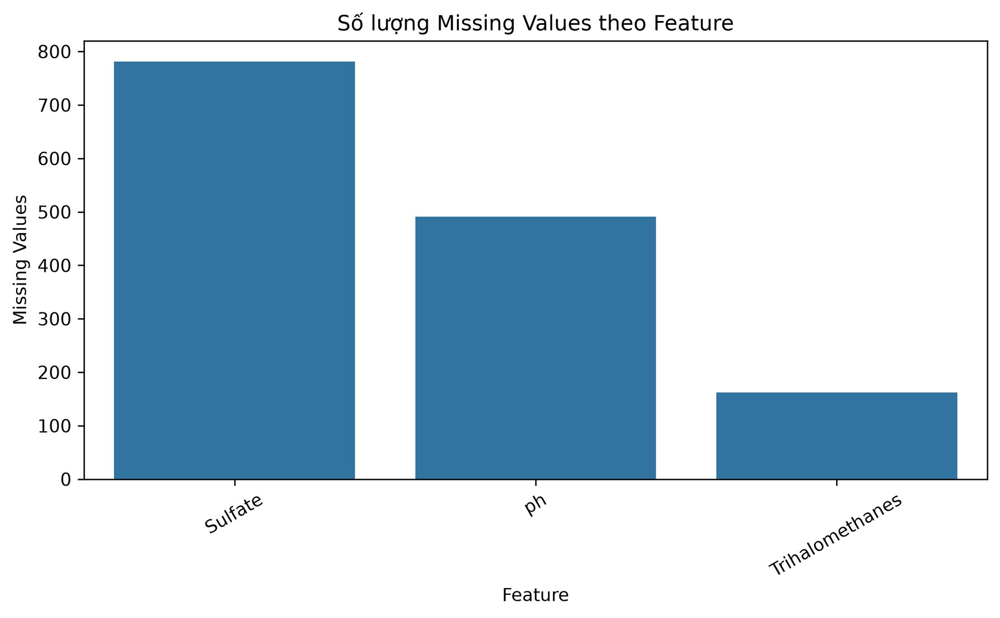 Số lượng Missing Values theo Feature
Missing Values
800
700
600
500
400
300
200
100
0
Sulfate
ph
Trihalomethanes
Feature